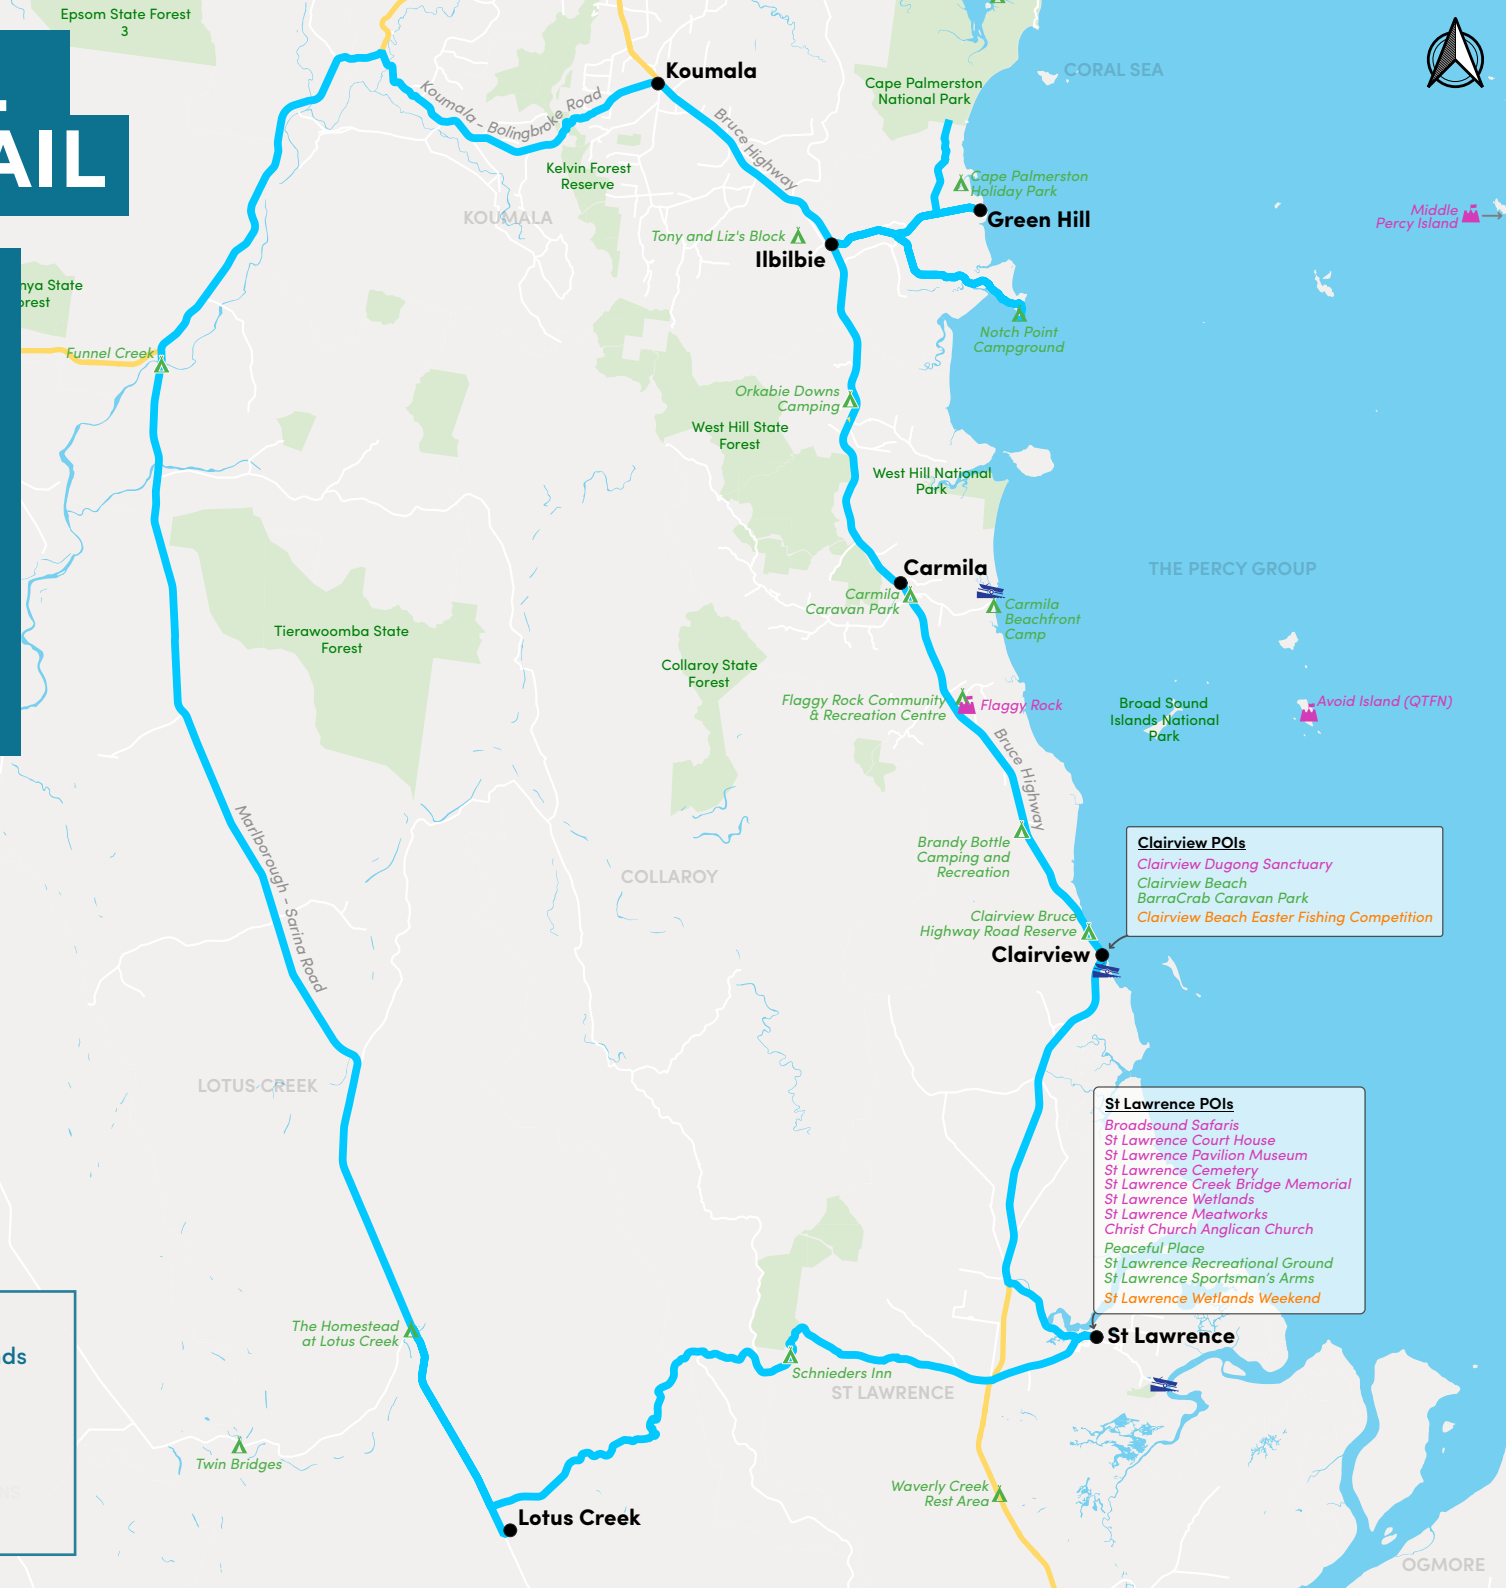 Epsom State Forest
3
AIL
Koumala
Koumala - Bolingbroke Road
Bruce Highway
Cape Palmerston
National Park
CORAL SEA
Kelvin Forest
Reserve
KOUMALA
Cape Palmerston
Holiday Park
Green Hill
Middle
Percy Island
Tony and Liz's Block
Ilbilbie
nya State
orest
Funnel Creek
Notch Point
Campground
Orkabie Downs
Camping
West Hill State
Forest
West Hill National
Park
Carmila
THE PERCY GROUP
Carmila
Caravan Park
Carmila
Beachfront
Camp
Tierawoomba State
Forest
Collaroy State
Forest
Flaggy Rock Community
& Recreation Centre
Flaggy Rock
Broad Sound
Islands National
Park
Avoid Island (QTFN)
Bruce Highway
Marlborough - Sarina Road
Brandy Bottle
Camping and
Recreation
COLLAROY
Clairview POIs
Clairview Dugong Sanctuary
Clairview Beach
BarraCrab Caravan Park
Clairview Beach Easter Fishing Competition
Clairview Bruce
Highway Road Reserve
Clairview
LOTUS CREEK
St Lawrence POIs
Broadsound Safaris
St Lawrence Court House
St Lawrence Pavilion Museum
St Lawrence Cemetery
St Lawrence Creek Bridge Memorial
St Lawrence Wetlands
St Lawrence Meatworks
Christ Church Anglican Church
Peaceful Place
St Lawrence Recreational Ground
St Lawrence Sportsman's Arms
St Lawrence Wetlands Weekend
The Homestead
at Lotus Creek
St Lawrence
nds
Schnieders Inn
ST LAWRENCE
Twin Bridges
Waverly Creek
Rest Area
NS
Lotus Creek
OGMORE